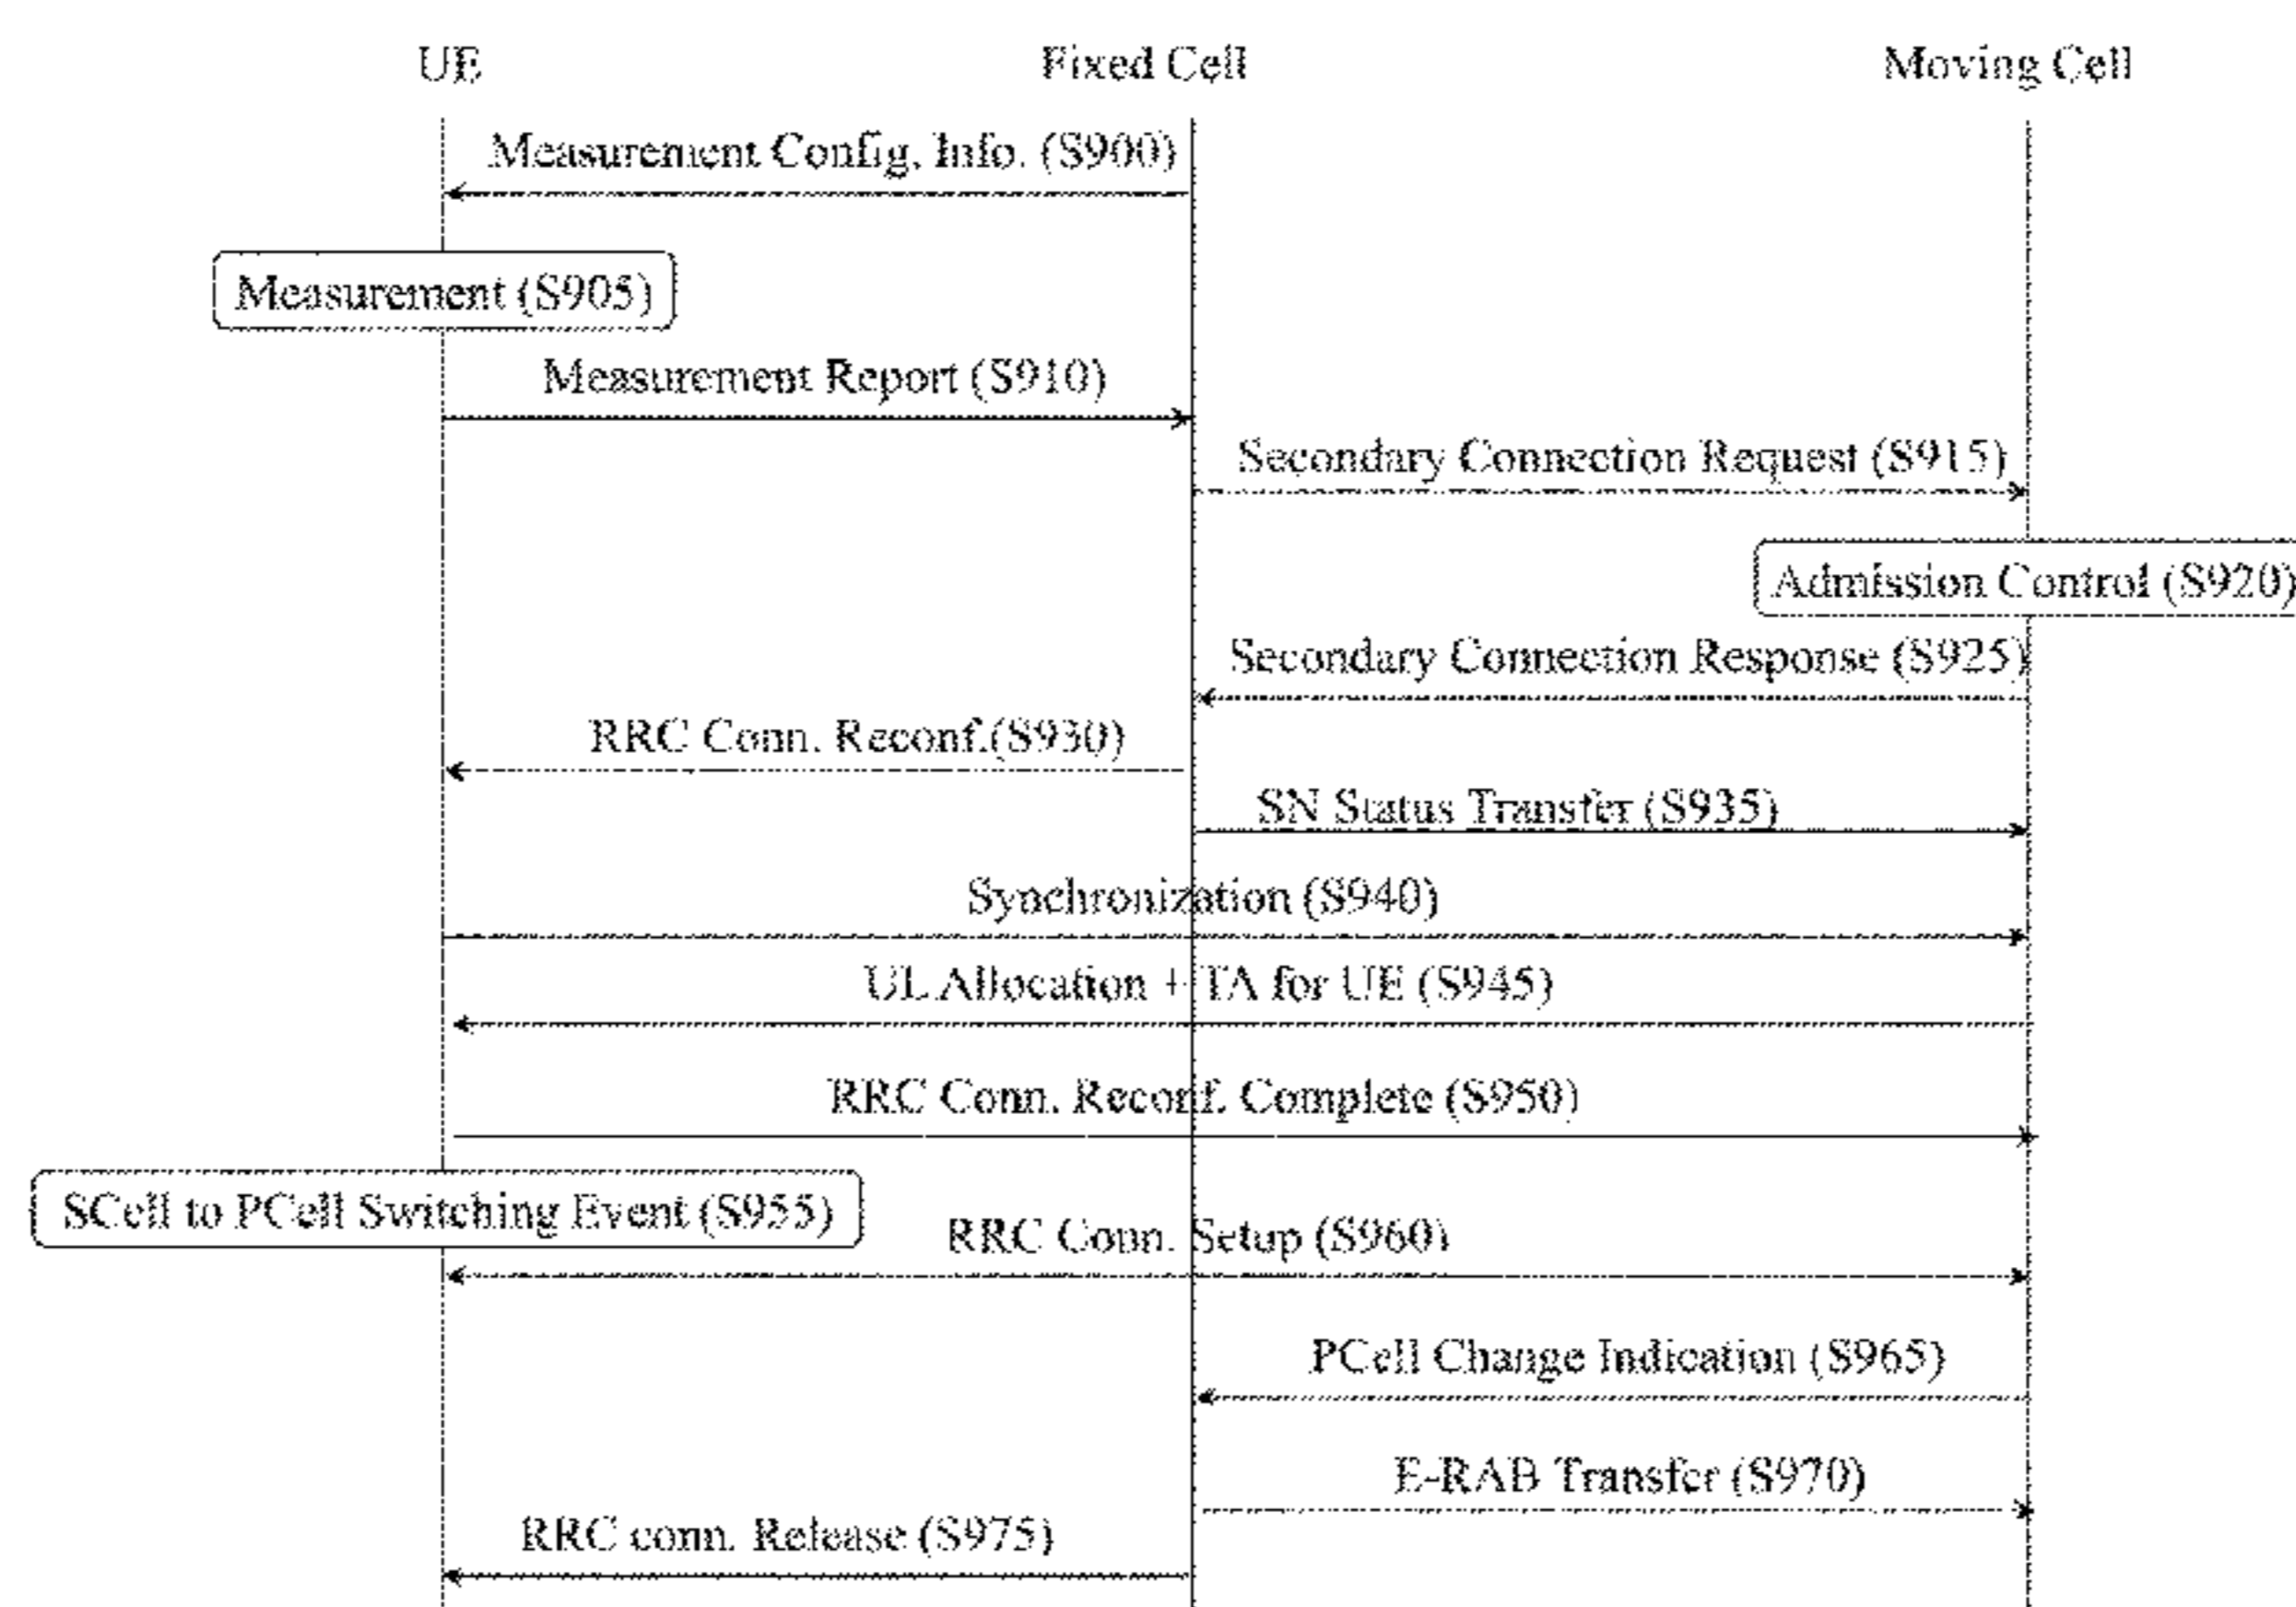 UE Fixed Cell Moving Cell
Measurement Config. Info. (S900)
Measurement (S905)
Measurement Report (S910)
Secondary Connection Request (S915)
Admission Control (S920)
Secondary Connection Response (S925)
RRC Conn. Reconf.(S930)
SN Status Transfer (S935)
Synchronization (S940)
UL Allocation + TA for UE (S945)
RRC Conn. Reconf. Complete (S950)
SCell to PCell Switching Event (S955)
RRC Conn. Setup (S960)
PCell Change Indication (S965)
E-RAB Transfer (S970)
RRC conn. Release (S975)